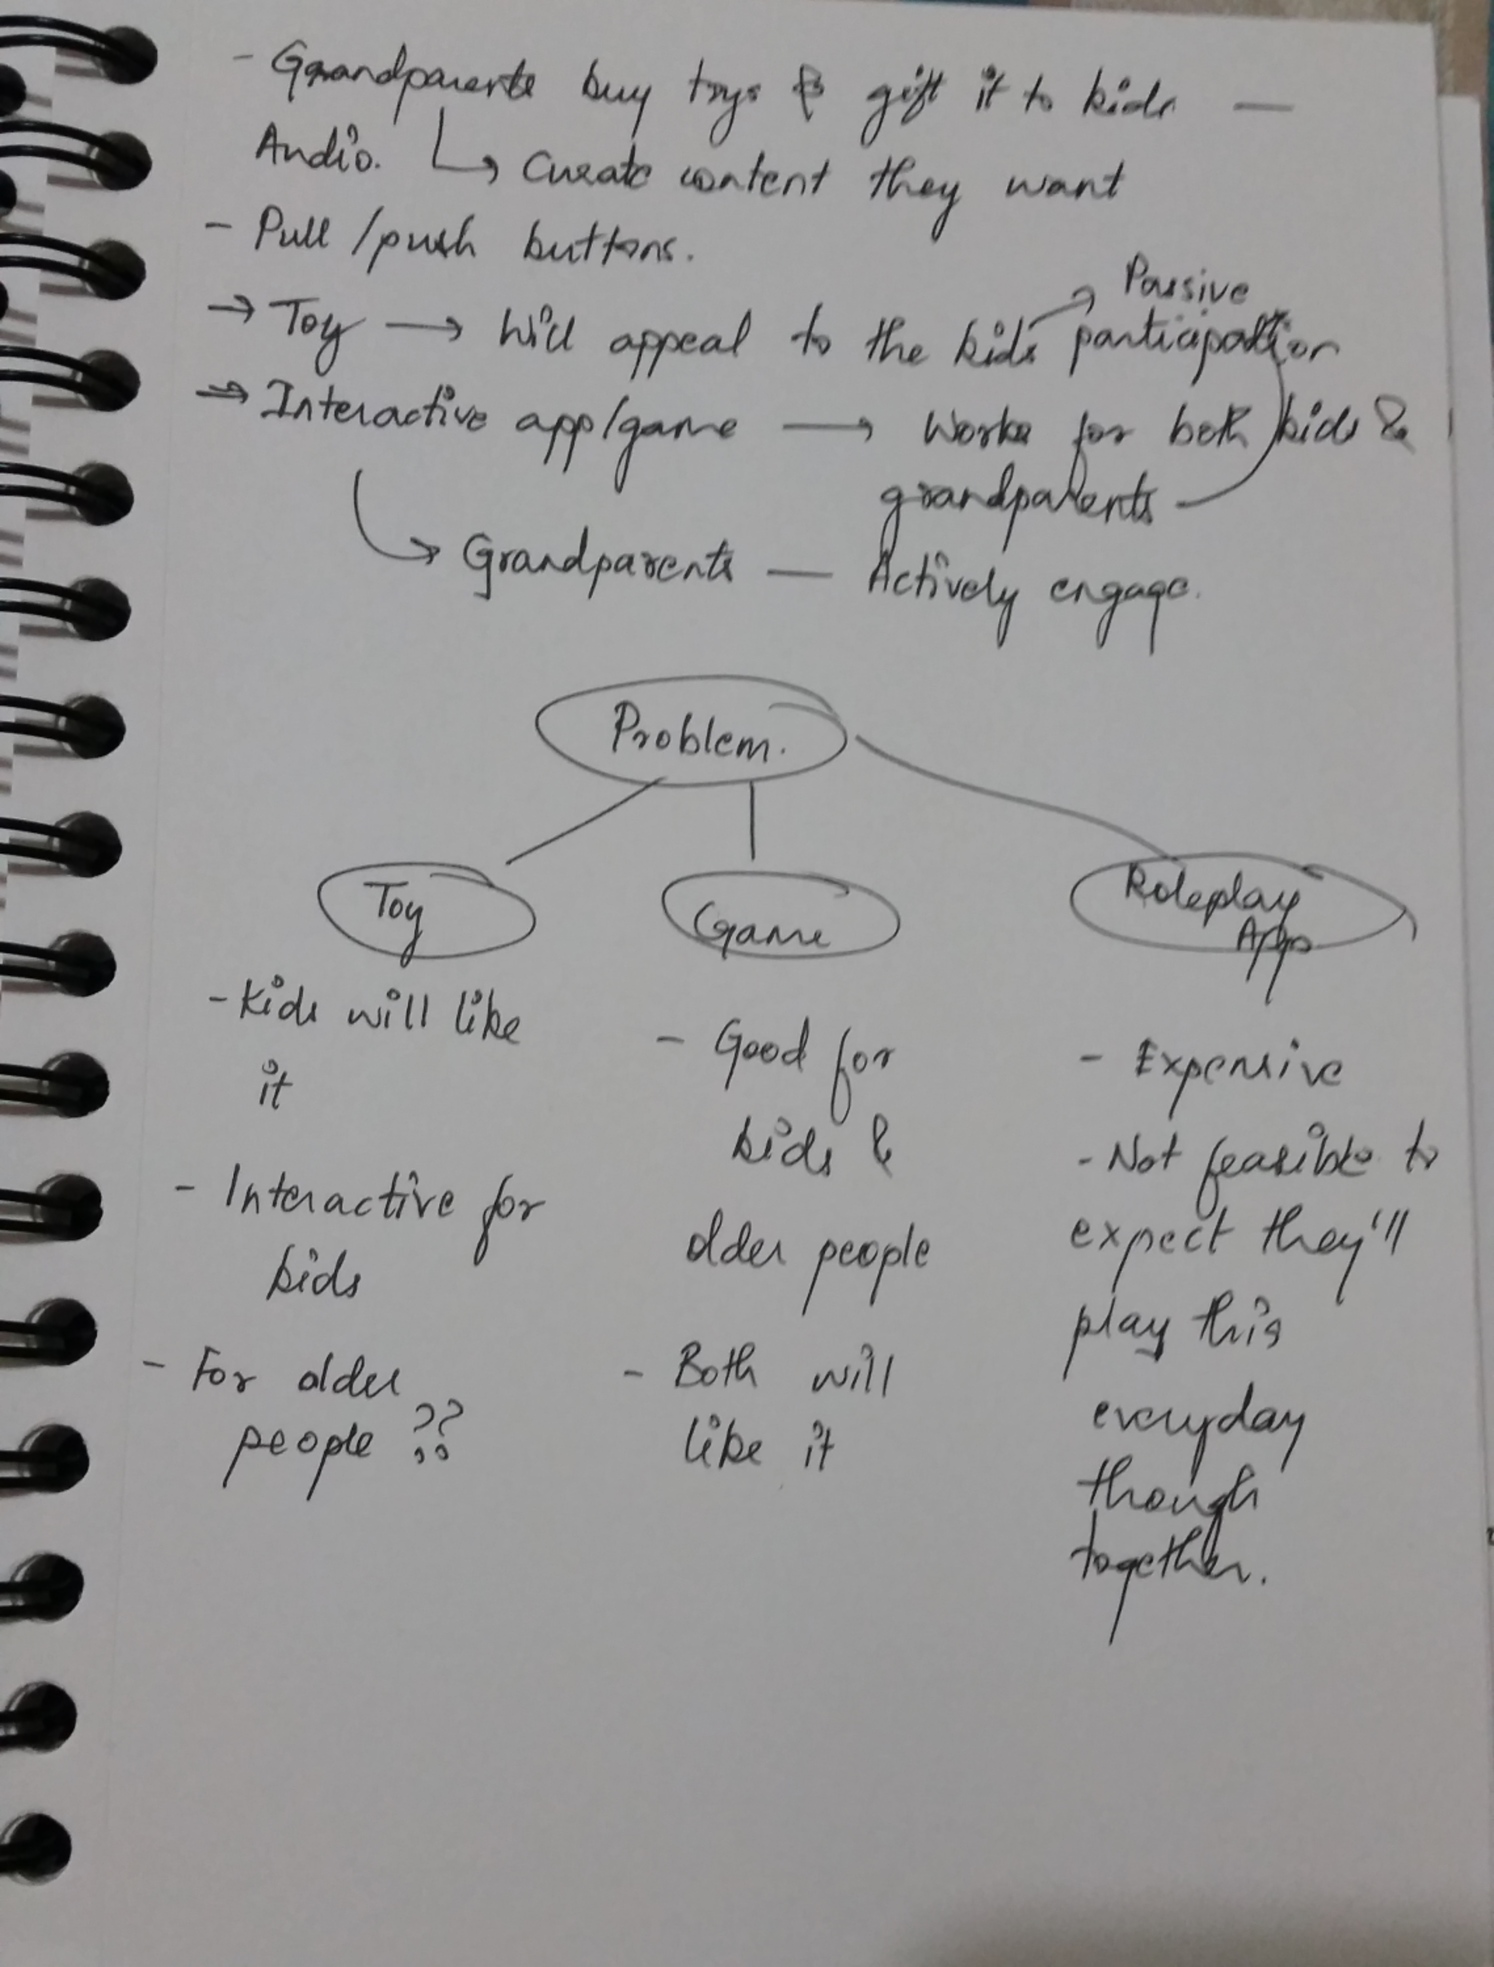 - Grandparents buy toys & gift it to kids —
Audio. ↳ Curate content they want
- Pull / push buttons.
→ Passive
→ Toy → Will appeal to the kids participation
⇒ Interactive app/game → Works for both kids &
grandparents
↳ Grandparents — Actively engage.
Problem.
Toy Game Roleplay
App
- Kids will like
it
- Interactive for
kids
- For older
people ??
- Good for
kids &
older people
- Both will
like it
- Expensive
- Not feasible to
expect they'll
play this
everyday
though
together.